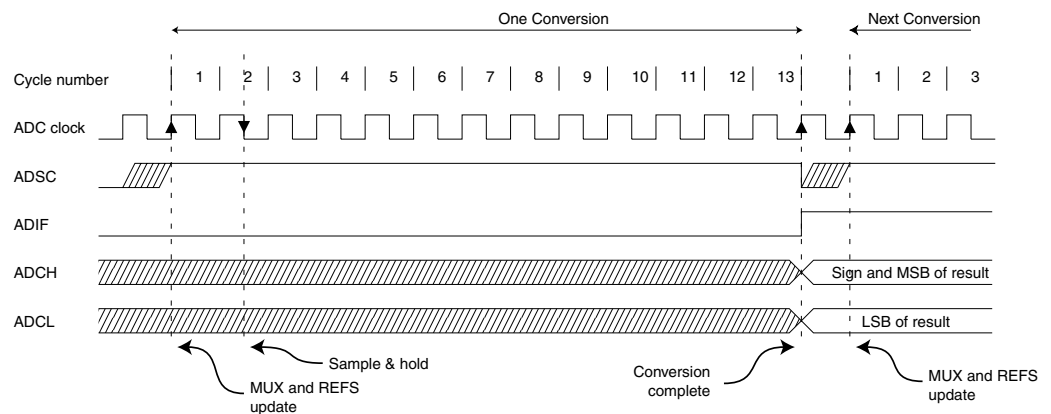 One Conversion Next Conversion
Cycle number 1 2 3 4 5 6 7 8 9 10 11 12 13 1 2 3
ADC clock
ADSC
ADIF
ADCH Sign and MSB of result
ADCL LSB of result
Sample & hold
MUX and REFS
update
Conversion
complete
MUX and REFS
update